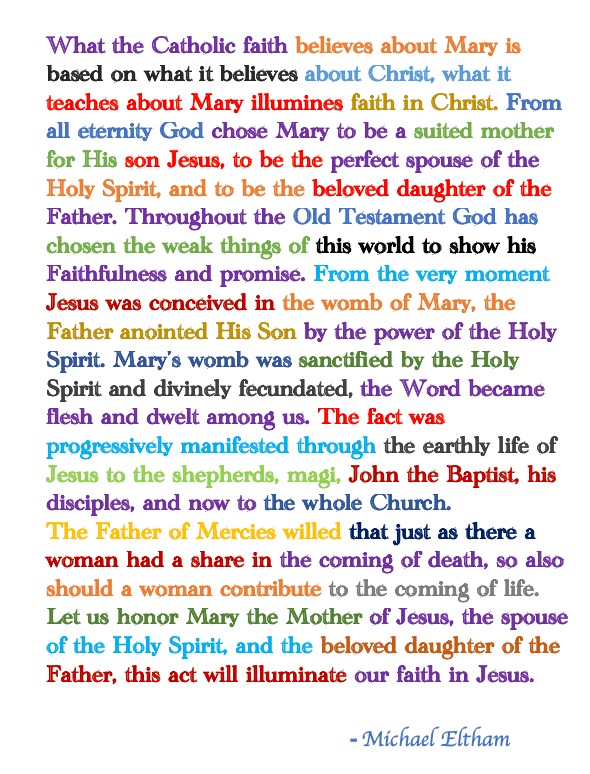 What the Catholic faith believes about Mary is
based on what it believes about Christ, what it
teaches about Mary illumines faith in Christ. From
all eternity God chose Mary to be a suited mother
for His son Jesus, to be the perfect spouse of the
Holy Spirit, and to be the beloved daughter of the
Father. Throughout the Old Testament God has
chosen the weak things of this world to show his
Faithfulness and promise. From the very moment
Jesus was conceived in the womb of Mary, the
Father anointed His Son by the power of the Holy
Spirit. Mary's womb was sanctified by the Holy
Spirit and divinely fecundated, the Word became
flesh and dwelt among us. The fact was
progressively manifested through the earthly life of
Jesus to the shepherds, magi, John the Baptist, his
disciples, and now to the whole Church.
The Father of Mercies willed that just as there a
woman had a share in the coming of death, so also
should a woman contribute to the coming of life.
Let us honor Mary the Mother of Jesus, the spouse
of the Holy Spirit, and the beloved daughter of the
Father, this act will illuminate our faith in Jesus.
- Michael Eltham